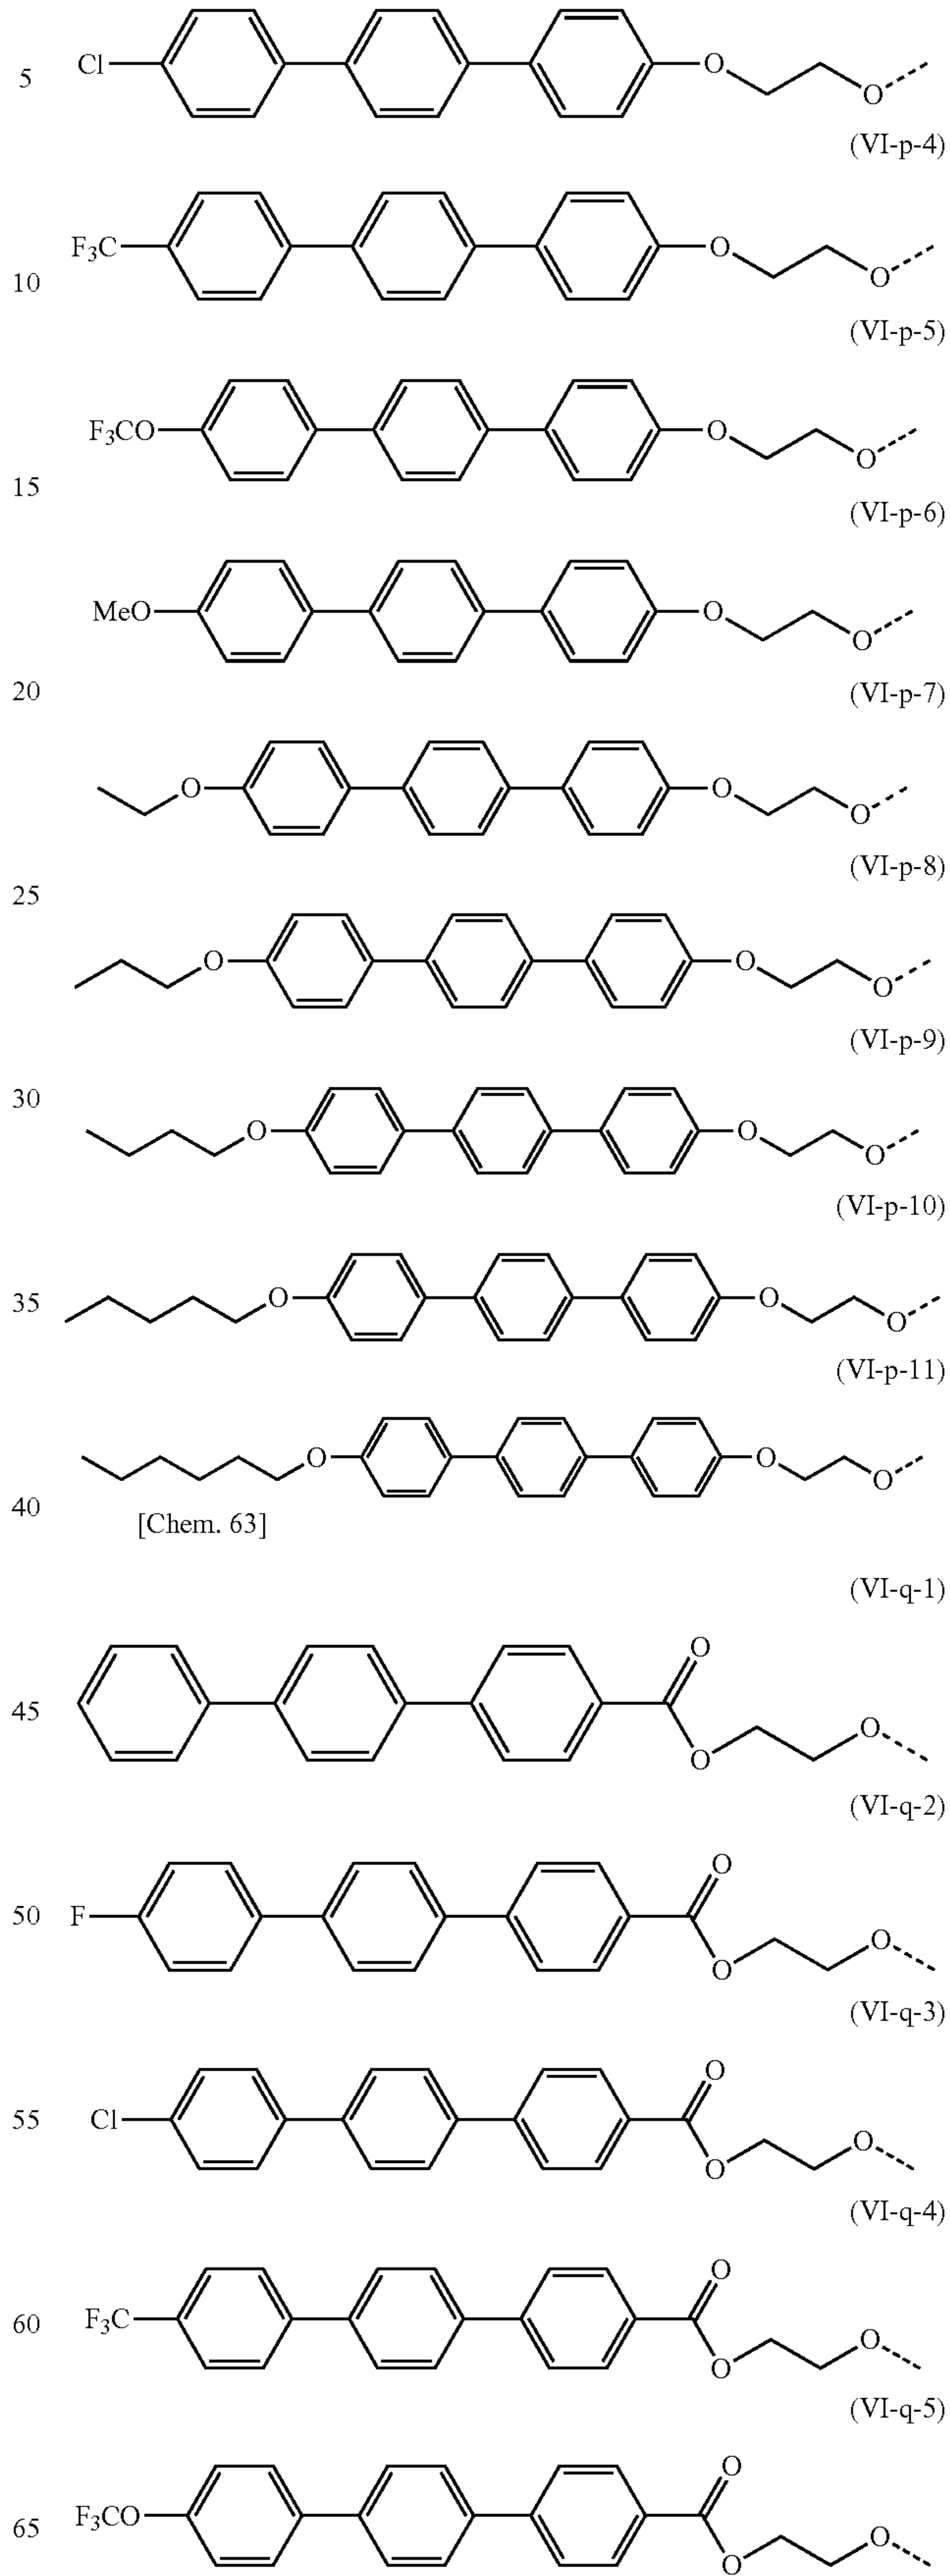 5 Cl O O
(VI-p-4)
F₃C O O
10
(VI-p-5)
F₃CO O O
15
(VI-p-6)
MeO O O
20
(VI-p-7)
O O O
(VI-p-8)
25
O O O
(VI-p-9)
30
O O O
(VI-p-10)
35 O O O
(VI-p-11)
O O O
40
[Chem. 63]
(VI-q-1)
O
45 O
O
(VI-q-2)
O
50 F O
O
(VI-q-3)
O
55 Cl O
O
(VI-q-4)
O
60 F₃C O
O
(VI-q-5)
O
65 F₃CO O
O